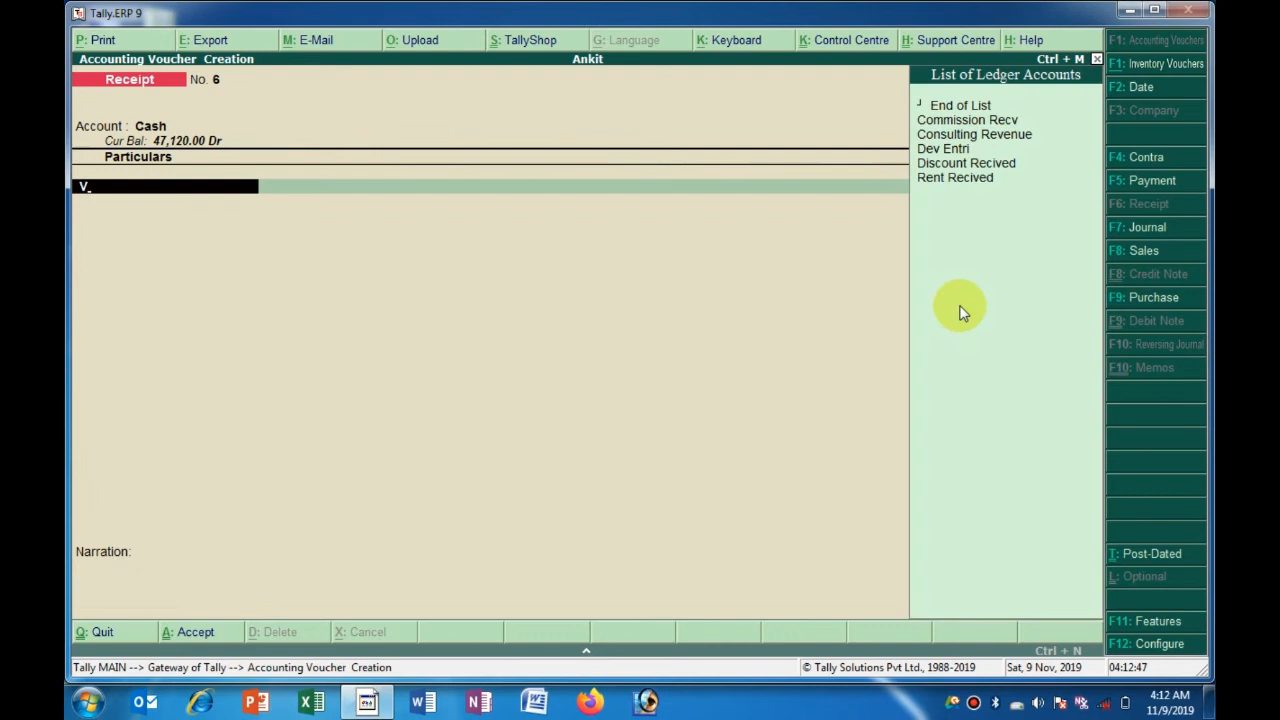 Tally.ERP 9
P: Print E: Export M: E-Mail O: Upload S: TallyShop G: Language K: Keyboard K: Control Centre H: Support Centre H: Help
Accounting Voucher Creation Ankit Ctrl + M
Receipt No. 6
Account : Cash
Cur Bal: 47,120.00 Dr
Particulars
V
Narration:
List of Ledger Accounts
End of List
Commission Recv
Consulting Revenue
Dev Entri
Discount Recived
Rent Recived
F1: Accounting Vouchers
F1: Inventory Vouchers
F2: Date
F3: Company
F4: Contra
F5: Payment
F6: Receipt
F7: Journal
F8: Sales
F8: Credit Note
F9: Purchase
F9: Debit Note
F10: Reversing Journal
F10: Memos
T: Post-Dated
L: Optional
F11: Features
F12: Configure
Q: Quit A: Accept D: Delete X: Cancel
Ctrl + N
Tally MAIN --> Gateway of Tally --> Accounting Voucher Creation © Tally Solutions Pvt Ltd., 1988-2019 Sat, 9 Nov, 2019 04:12:47
4:12 AM
11/9/2019